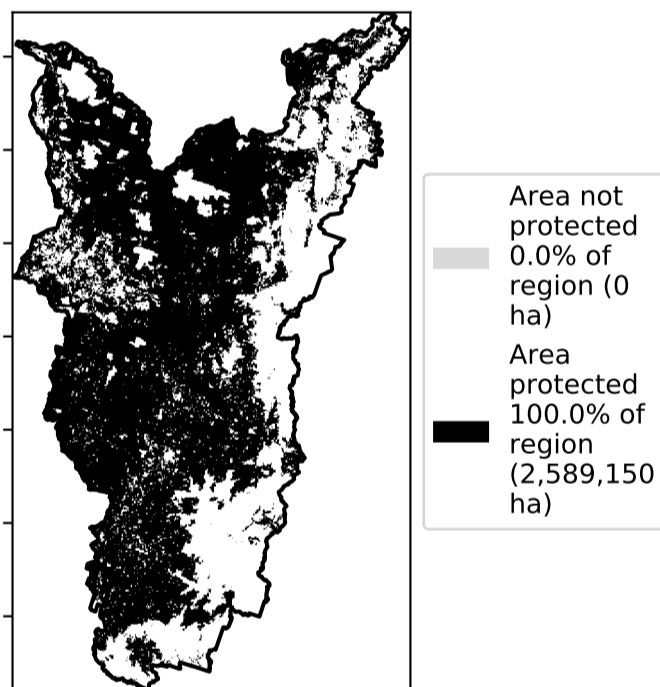 Area not
protected
0.0% of
region (0
ha)
Area
protected
100.0% of
region
(2,589,150
ha)